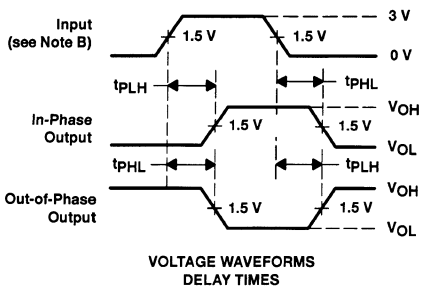 Input
(see Note B)
1.5 V
1.5 V
3 V
0 V
tPLH
tPHL
In-Phase
Output
1.5 V
1.5 V
VOH
VOL
tPHL
tPLH
Out-of-Phase
Output
1.5 V
1.5 V
VOH
VOL
VOLTAGE WAVEFORMS
DELAY TIMES